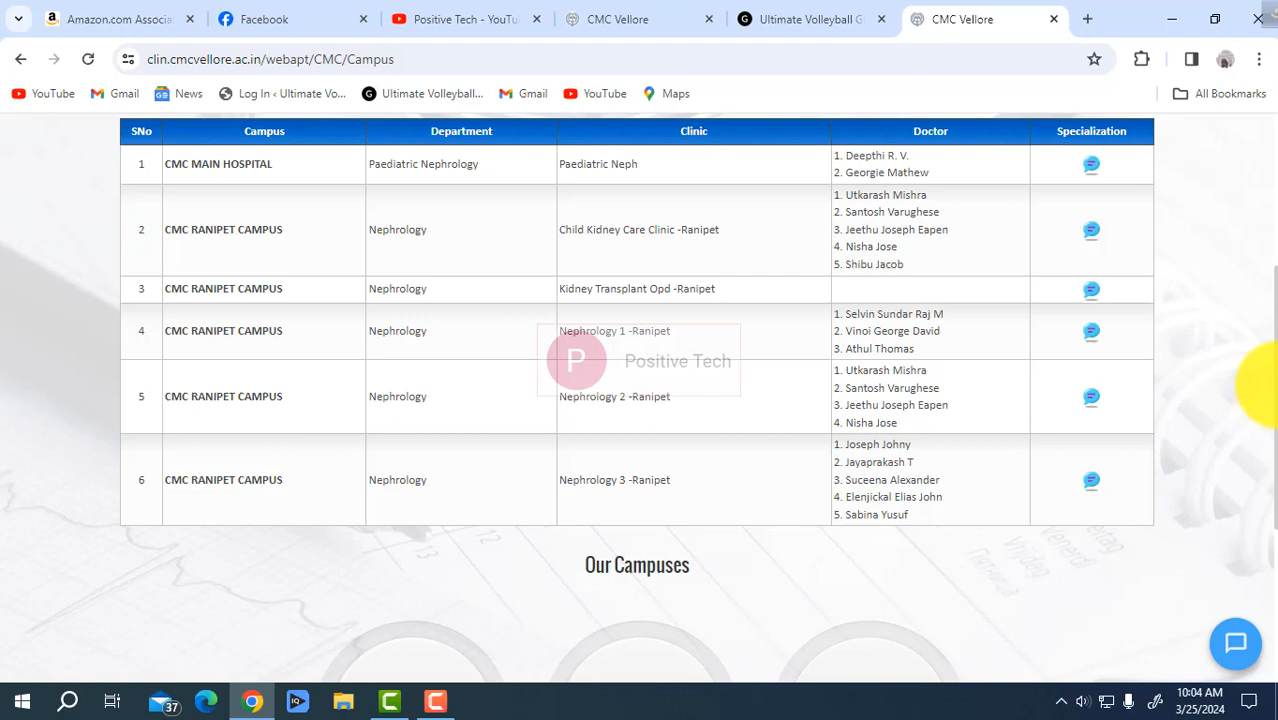 Amazon.com Associa
Facebook
Positive Tech - YouTu
CMC Vellore
Ultimate Volleyball G
CMC Vellore
clin.cmcvellore.ac.in/webapt/CMC/Campus
YouTube
Gmail
News
Log In ‹ Ultimate Vo...
Ultimate Volleyball...
Gmail
YouTube
Maps
All Bookmarks
SNo Campus Department Clinic Doctor Specialization
1 CMC MAIN HOSPITAL Paediatric Nephrology Paediatric Neph
1. Deepthi R. V.
2. Georgie Mathew
2 CMC RANIPET CAMPUS Nephrology Child Kidney Care Clinic -Ranipet
1. Utkarash Mishra
2. Santosh Varughese
3. Jeethu Joseph Eapen
4. Nisha Jose
5. Shibu Jacob
3 CMC RANIPET CAMPUS Nephrology Kidney Transplant Opd -Ranipet
4 CMC RANIPET CAMPUS Nephrology Nephrology 1 -Ranipet
1. Selvin Sundar Raj M
2. Vinoi George David
3. Athul Thomas
P Positive Tech
5 CMC RANIPET CAMPUS Nephrology Nephrology 2 -Ranipet
1. Utkarash Mishra
2. Santosh Varughese
3. Jeethu Joseph Eapen
4. Nisha Jose
6 CMC RANIPET CAMPUS Nephrology Nephrology 3 -Ranipet
1. Joseph Johny
2. Jayaprakash T
3. Suceena Alexander
4. Elenjickal Elias John
5. Sabina Yusuf
Our Campuses
37
10:04 AM
3/25/2024